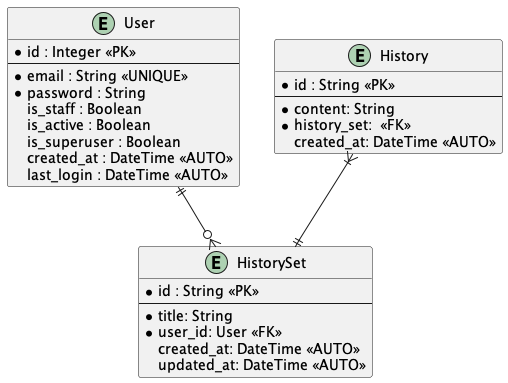 E User
* id : Integer «PK»
* email : String «UNIQUE»
* password : String
is_staff : Boolean
is_active : Boolean
is_superuser : Boolean
created_at : DateTime «AUTO»
last_login : DateTime «AUTO»
E History
* id : String «PK»
* content: String
* history_set:  «FK»
created_at: DateTime «AUTO»
E HistorySet
* id : String «PK»
* title: String
* user_id: User «FK»
created_at: DateTime «AUTO»
updated_at: DateTime «AUTO»